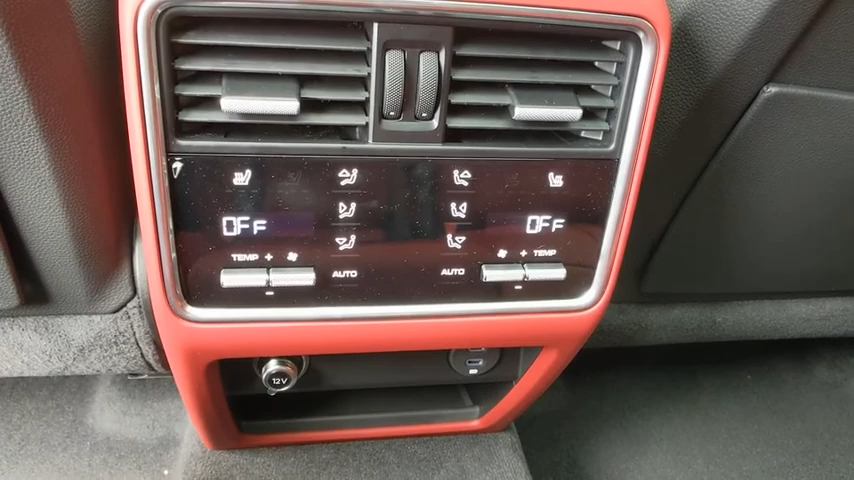 OFF OFF
TEMP + + TEMP
AUTO AUTO
- -
12V